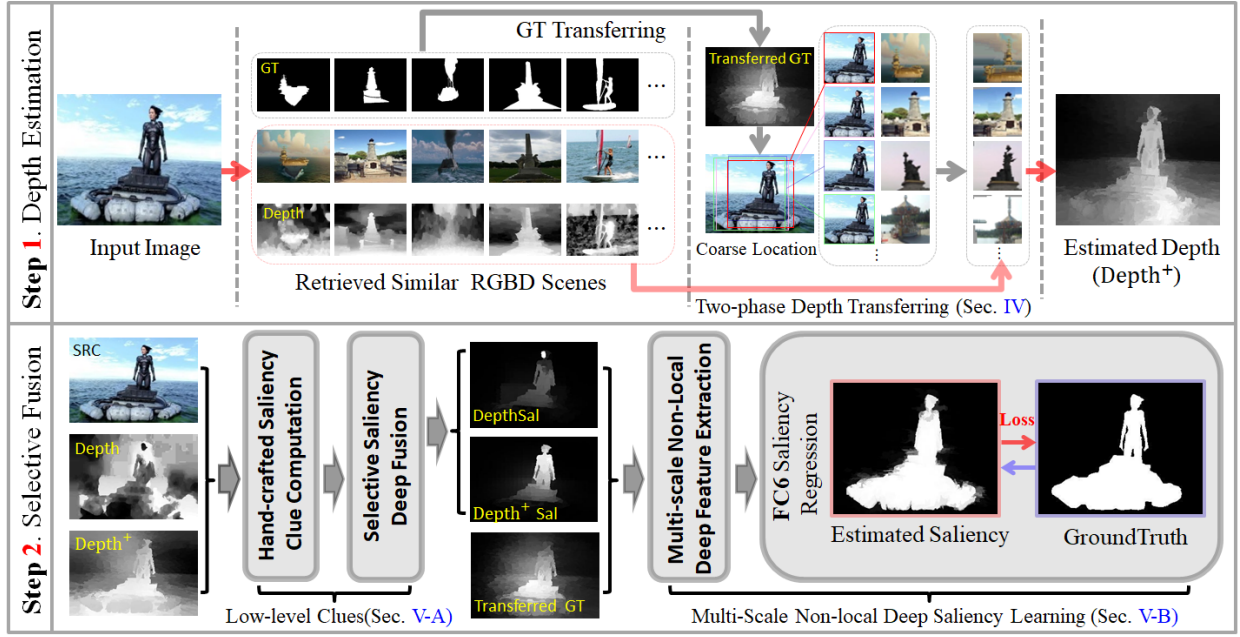 Step 1. Depth Estimation
Input Image
GT Transferring
GT
...
...
Depth
...
Retrieved Similar RGBD Scenes
Transferred GT
Coarse Location
...
...
Two-phase Depth Transferring (Sec. IV)
Estimated Depth
(Depth+)
Step 2. Selective Fusion
SRC
Depth
Depth+
Hand-crafted Saliency
Clue Computation
Selective Saliency
Deep Fusion
Low-level Clues(Sec. V-A)
DepthSal
Depth+ Sal
Transferred GT
Multi-scale Non-Local
Deep Feature Extraction
FC6 Saliency
Regression
Loss
Estimated Saliency
GroundTruth
Multi-Scale Non-local Deep Saliency Learning (Sec. V-B)